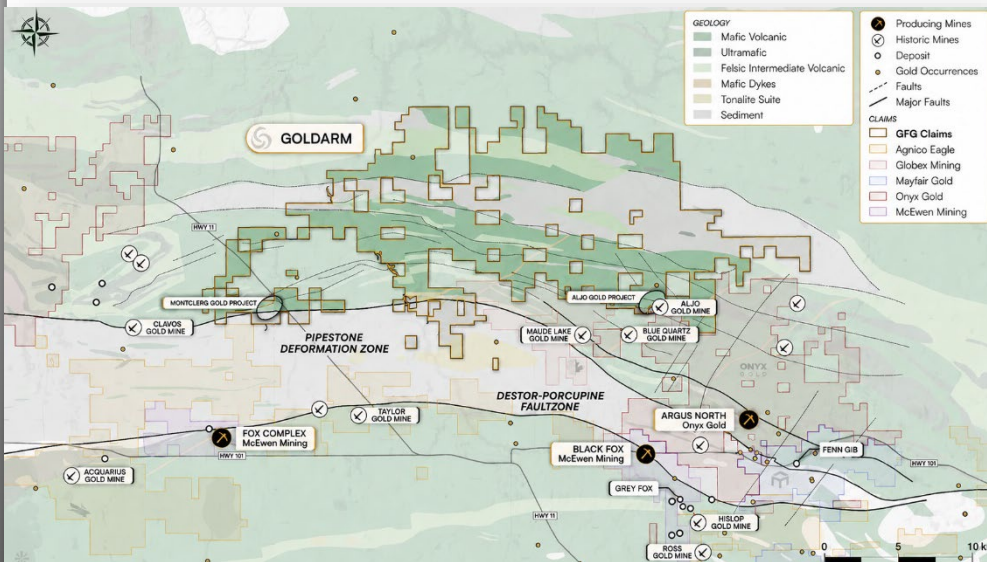 GOLDARM
GEOLOGY
Mafic Volcanic
Ultramafic
Felsic Intermediate Volcanic
Mafic Dykes
Tonalite Suite
Sediment
Producing Mines
Historic Mines
Deposit
Gold Occurrences
Faults
Major Faults
CLAIMS
GFG Claims
Agnico Eagle
Globex Mining
Mayfair Gold
Onyx Gold
McEwen Mining
HWY 11
MONTCLERG GOLD PROJECT
ALJO GOLD PROJECT
ALJO
GOLD MINE
CLAVOS
GOLD MINE
PIPESTONE
DEFORMATION ZONE
MAUDE LAKE
GOLD MINE
BLUE QUARTZ
GOLD MINE
ONYX
GOLD
DESTOR-PORCUPINE
FAULTZONE
TAYLOR
GOLD MINE
ARGUS NORTH
Onyx Gold
FOX COMPLEX
McEwen Mining
HWY 101
BLACK FOX
McEwen Mining
FENN GIB
HWY 101
ACQUARIUS
GOLD MINE
GREY FOX
HWY 11
HISLOP
GOLD MINE
ROSS
GOLD MINE
0 5 10 k